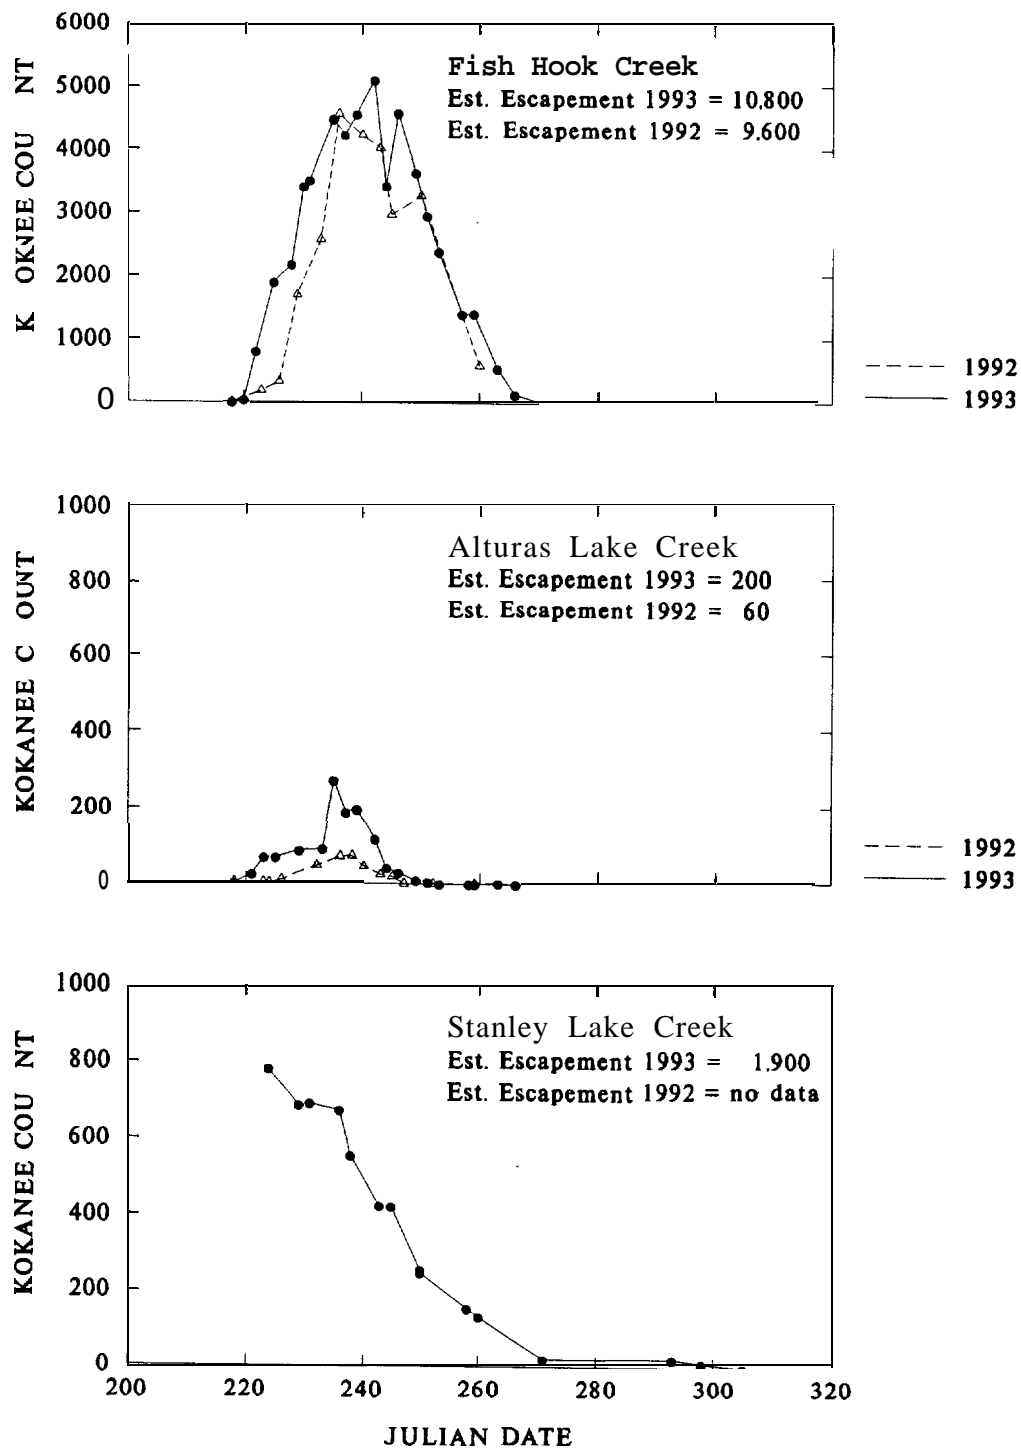 6000
5000
4000
3000
2000
1000
0
K OKNEE COU NT
Fish Hook Creek
Est. Escapement 1993 = 10.800
Est. Escapement 1992 = 9.600
1992
1993
1000
800
600
400
200
0
KOKANEE C OUNT
Alturas Lake Creek
Est. Escapement 1993 = 200
Est. Escapement 1992 = 60
1992
1993
1000
800
600
400
200
0
KOKANEE COU NT
Stanley Lake Creek
Est. Escapement 1993 = 1.900
Est. Escapement 1992 = no data
200 220 240 260 280 300 320
JULIAN DATE